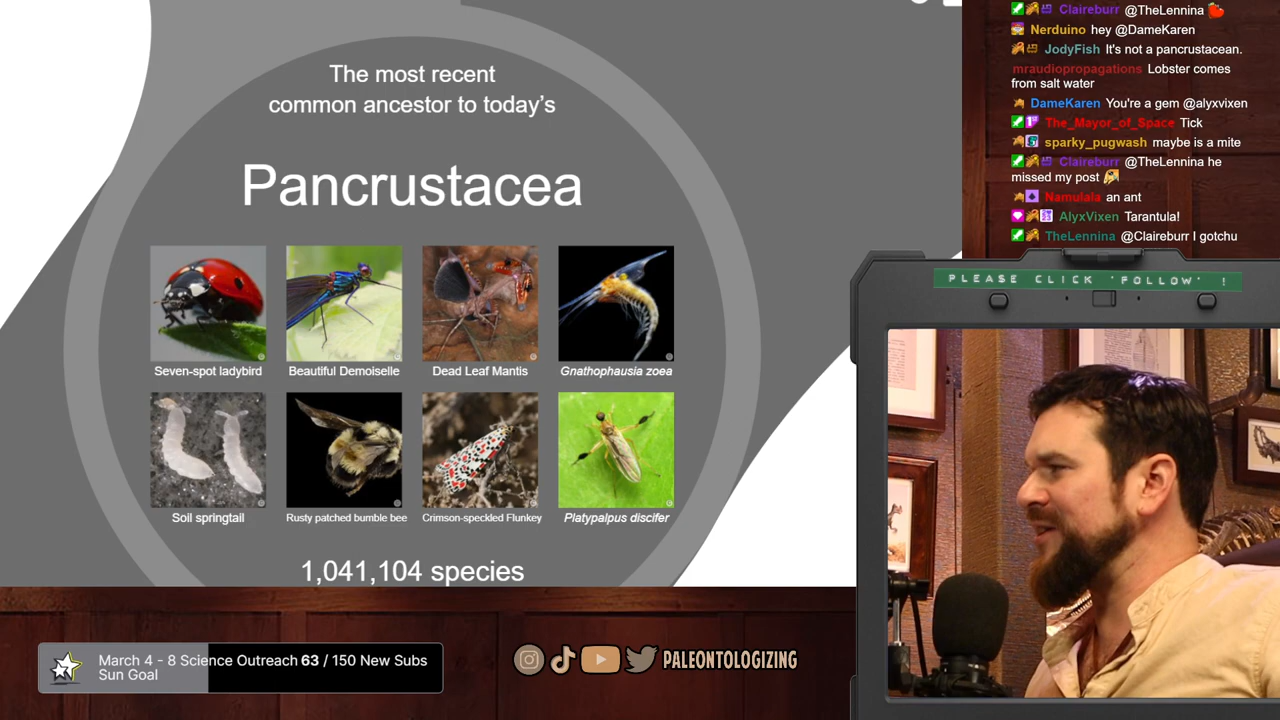 The most recent
common ancestor to today's
Pancrustacea
Seven-spot ladybird
Beautiful Demoiselle
Dead Leaf Mantis
Gnathophausia zoea
Soil springtail
Rusty patched bumble bee
Crimson-speckled Flunkey
Platypalpus discifer
1,041,104 species
Claireburr @TheLennina
Nerduino hey @DameKaren
JodyFish It's not a pancrustacean.
mraudiopropagations Lobster comes
from salt water
DameKaren You're a gem @alyxvixen
The_Mayor_of_Space Tick
sparky_pugwash maybe is a mite
Claireburr @TheLennina he
missed my post
Namulala an ant
AlyxVixen Tarantula!
TheLennina @Claireburr I gotchu
PLEASE CLICK 'FOLLOW' !
March 4 - 8 Science Outreach 63 / 150 New Subs
Sun Goal
PALEONTOLOGIZING